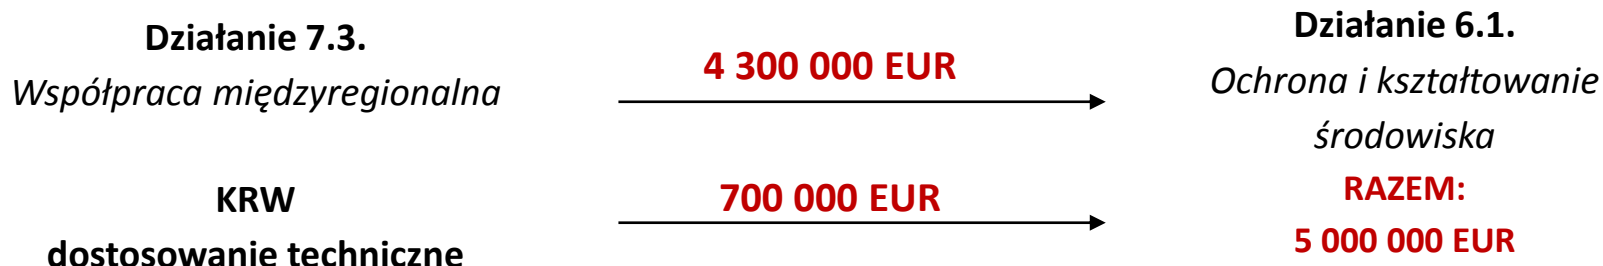 Działanie 7.3.
Współpraca międzyregionalna
4 300 000 EUR
Działanie 6.1.
Ochrona i kształtowanie
środowiska
KRW
dostosowanie techniczne
700 000 EUR
RAZEM:
5 000 000 EUR